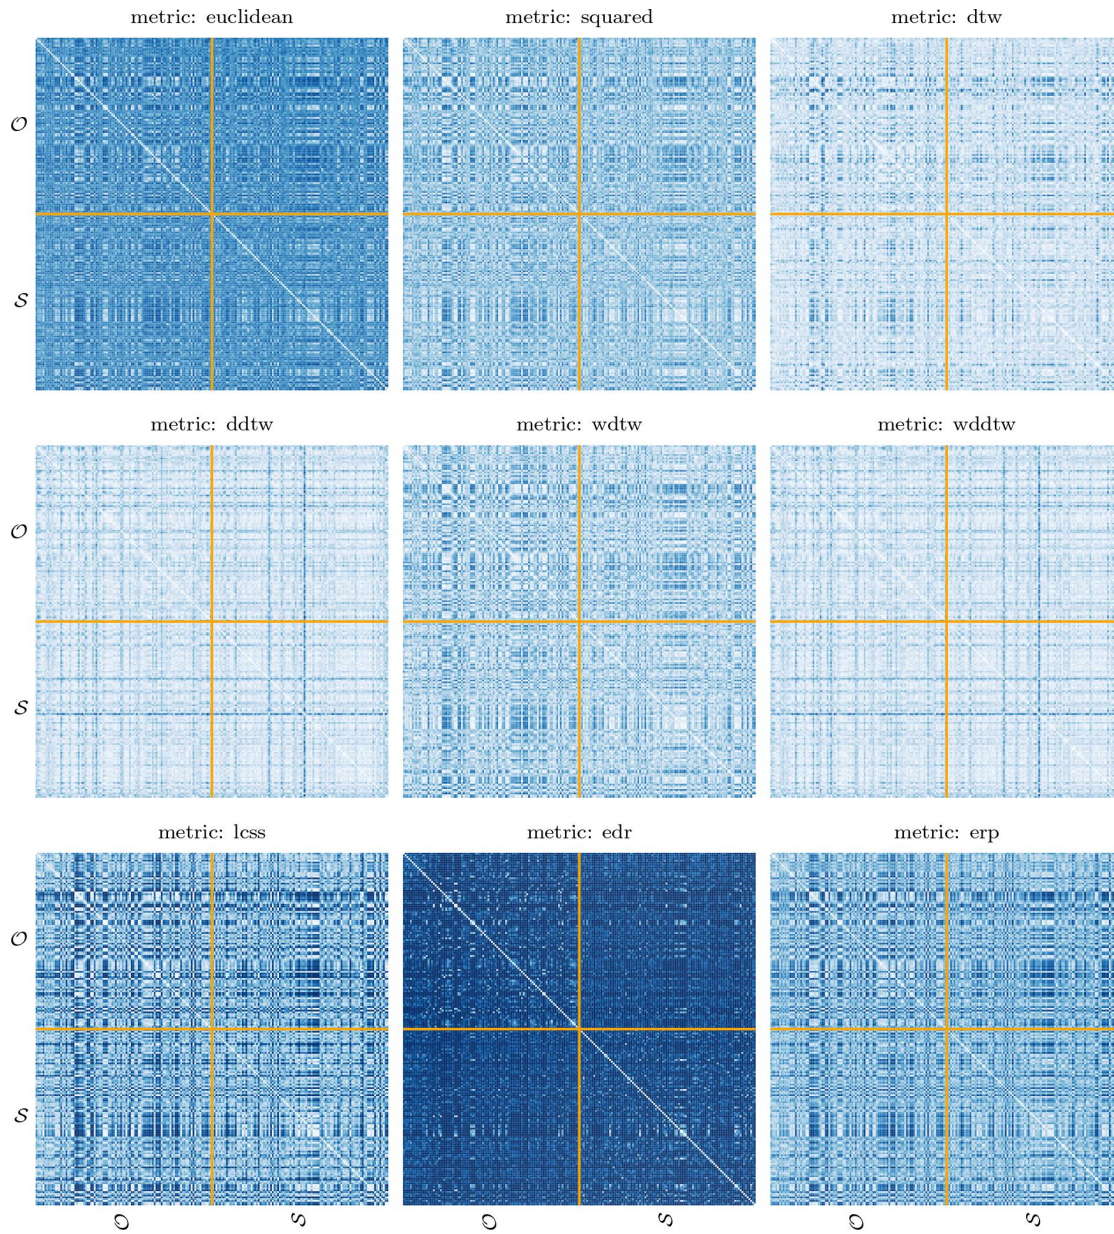 metric: euclidean
metric: squared
metric: dtw
𝒪
𝒮
metric: ddtw
metric: wdtw
metric: wddtw
𝒪
𝒮
metric: lcss
metric: edr
metric: erp
𝒪
𝒮
𝒪 𝒮 𝒪 𝒮 𝒪 𝒮